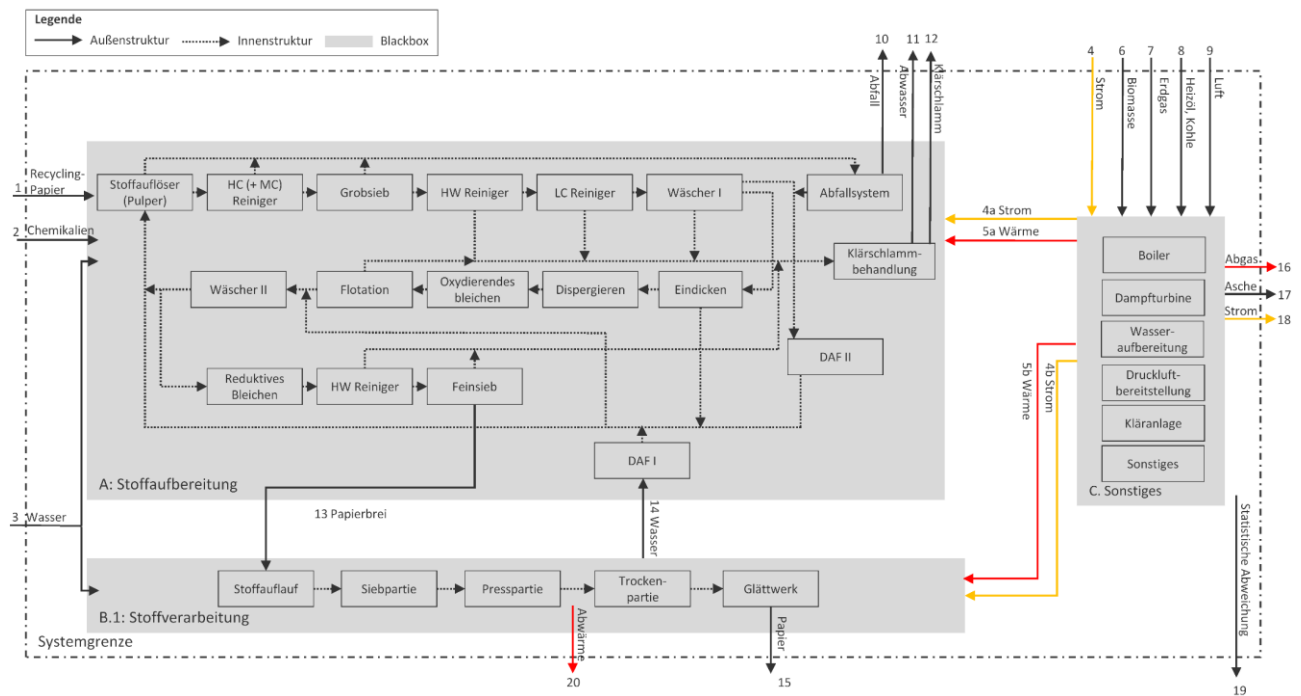 Legende
Außenstruktur
Innenstruktur
Blackbox
10
11
12
4
6
7
8
9
Abfall
Abwasser
Klärschlamm
Strom
Biomasse
Erdgas
Heizöl, Kohle
Luft
Recycling-
1 Papier
2 Chemikalien
3 Wasser
Stoffauflöser
(Pulper)
HC (+ MC)
Reiniger
Grobsieb
HW Reiniger
LC Reiniger
Wäscher I
Abfallsystem
Klärschlamm-
behandlung
Wäscher II
Flotation
Oxydierendes
bleichen
Dispergieren
Eindicken
DAF II
Reduktives
Bleichen
HW Reiniger
Feinsieb
DAF I
A: Stoffaufbereitung
4a Strom
5a Wärme
Boiler
Dampfturbine
Wasser-
aufbereitung
Druckluft-
bereitstellung
Kläranlage
Sonstiges
C. Sonstiges
Abgas
16
Asche
17
Strom
18
5b Wärme
4b Strom
13 Papierbrei
14 Wasser
Stoffauflauf
Siebpartie
Presspartie
Trocken-
partie
Glättwerk
B.1: Stoffverarbeitung
Systemgrenze
Abwärme
20
Papier
15
Statistische Abweichung
19